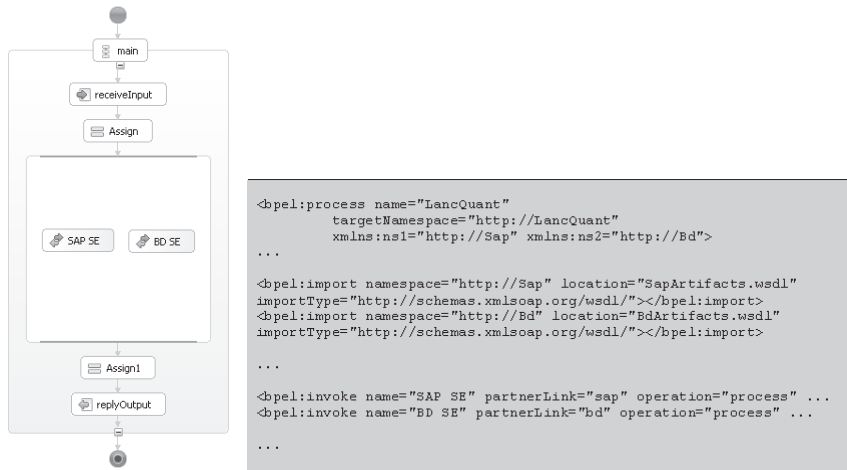 main
receiveInput
Assign
SAP SE
BD SE
Assign1
replyOutput
<bpel:process name="LancQuant"
targetNamespace="http://LancQuant"
xmlns:ns1="http://Sap" xmlns:ns2="http://Bd">
...
<bpel:import namespace="http://Sap" location="SapArtifacts.wsdl"
importType="http://schemas.xmlsoap.org/wsdl/"></bpel:import>
<bpel:import namespace="http://Bd" location="BdArtifacts.wsdl"
importType="http://schemas.xmlsoap.org/wsdl/"></bpel:import>
...
<bpel:invoke name="SAP SE" partnerLink="sap" operation="process" ...
<bpel:invoke name="BD SE" partnerLink="bd" operation="process" ...
...